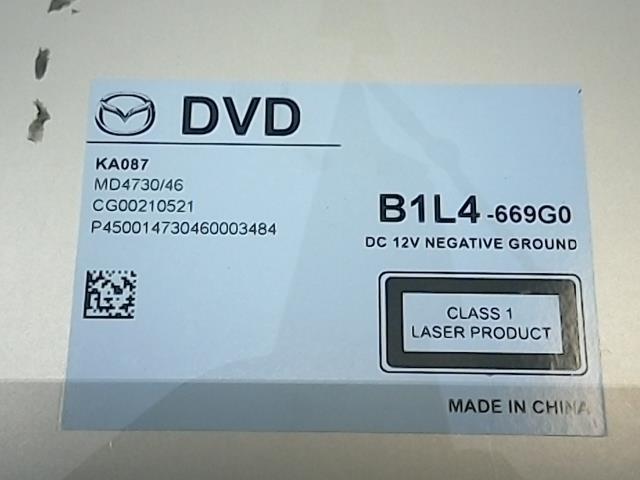 DVD
KA087
MD4730/46
CG00210521
P450014730460003484
B1L4-669G0
DC 12V NEGATIVE GROUND
CLASS 1
LASER PRODUCT
MADE IN CHINA